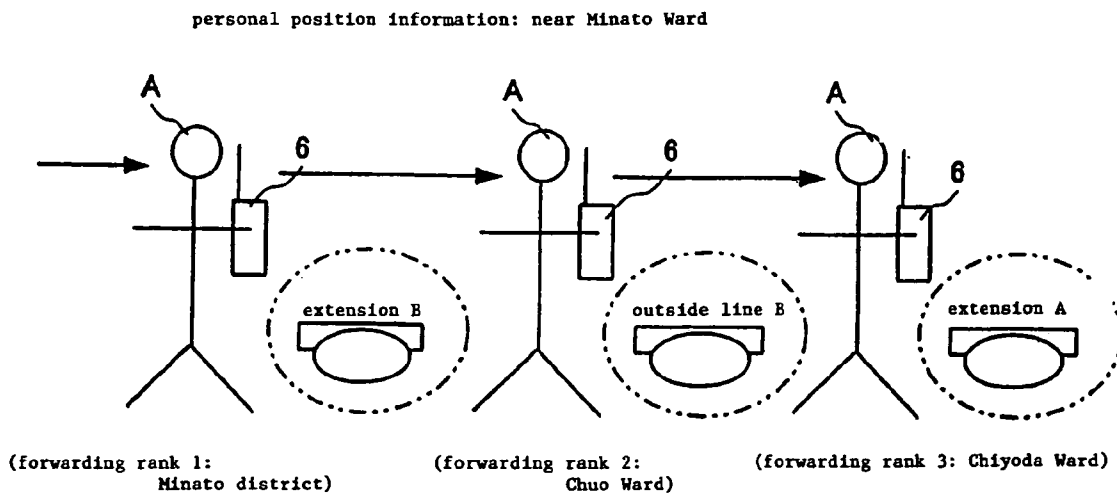 personal position information: near Minato Ward
A A A
6 6 6
extension B outside line B extension A
(forwarding rank 1: (forwarding rank 2: (forwarding rank 3: Chiyoda Ward)
Minato district) Chuo Ward)